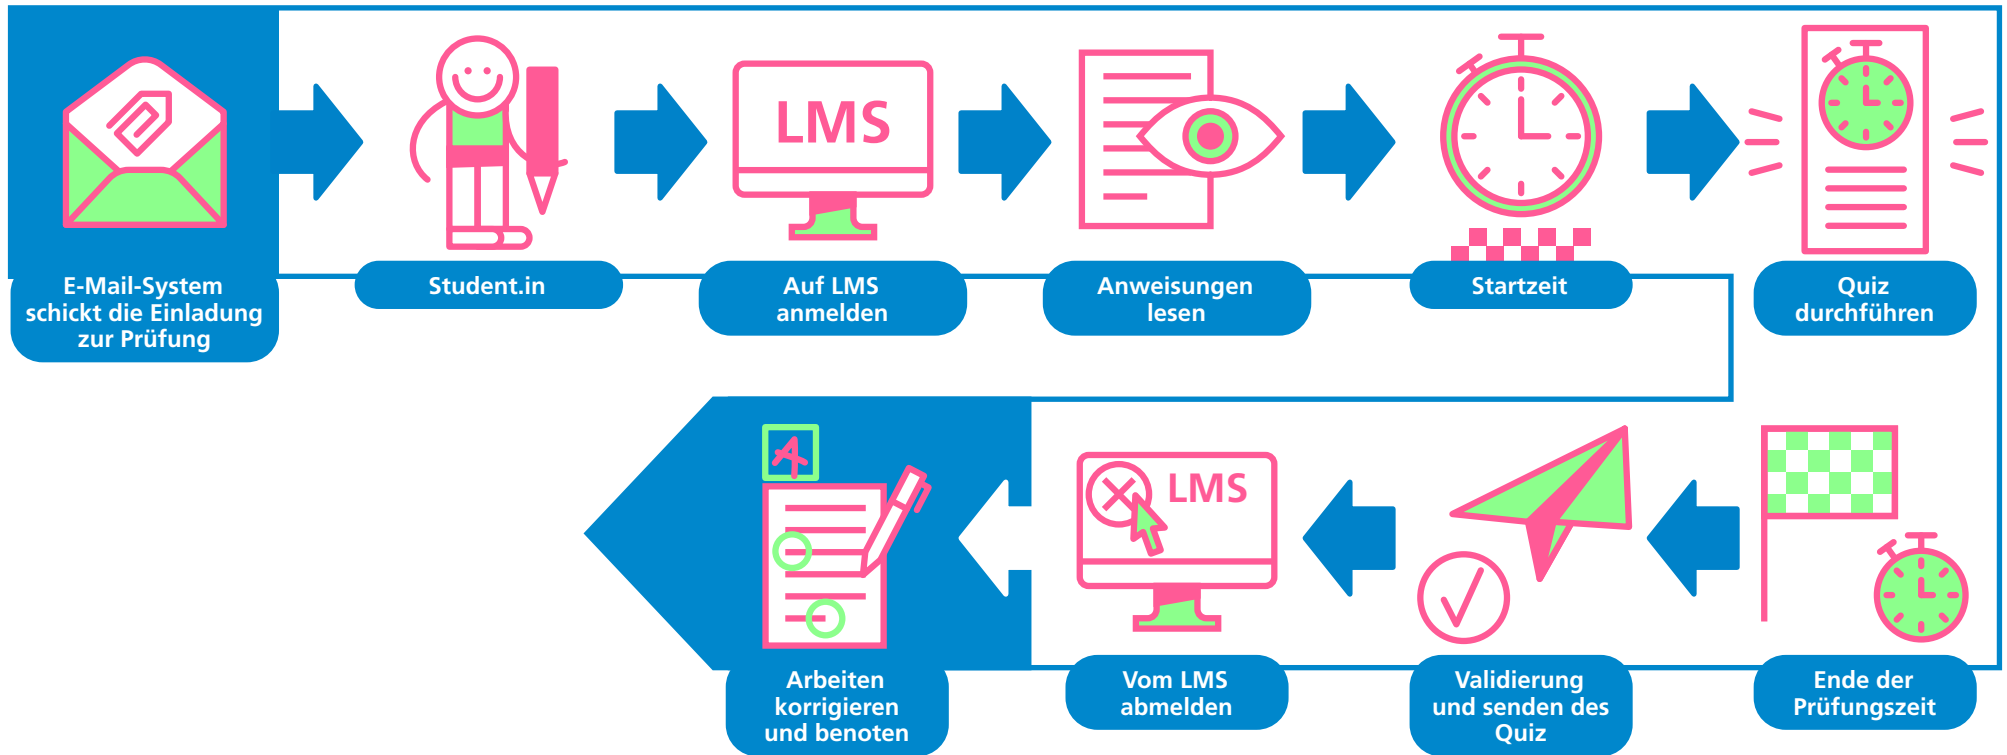 LMS
E-Mail-System
schickt die Einladung
zur Prüfung
Student.in
Auf LMS
anmelden
Anweisungen
lesen
Startzeit
Quiz
durchführen
A
LMS
Arbeiten
korrigieren
und benoten
Vom LMS
abmelden
Validierung
und senden des
Quiz
Ende der
Prüfungszeit